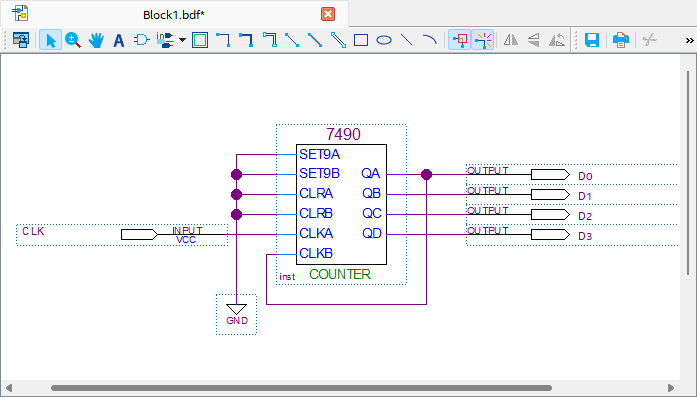 Block1.bdf*
A
»
7490
SET9A
SET9B QA OUTPUT D0
CLRA QB OUTPUT D1
CLRB QC OUTPUT D2
CLK INPUT CLKA QD OUTPUT D3
VCC
CLKB
inst COUNTER
GND